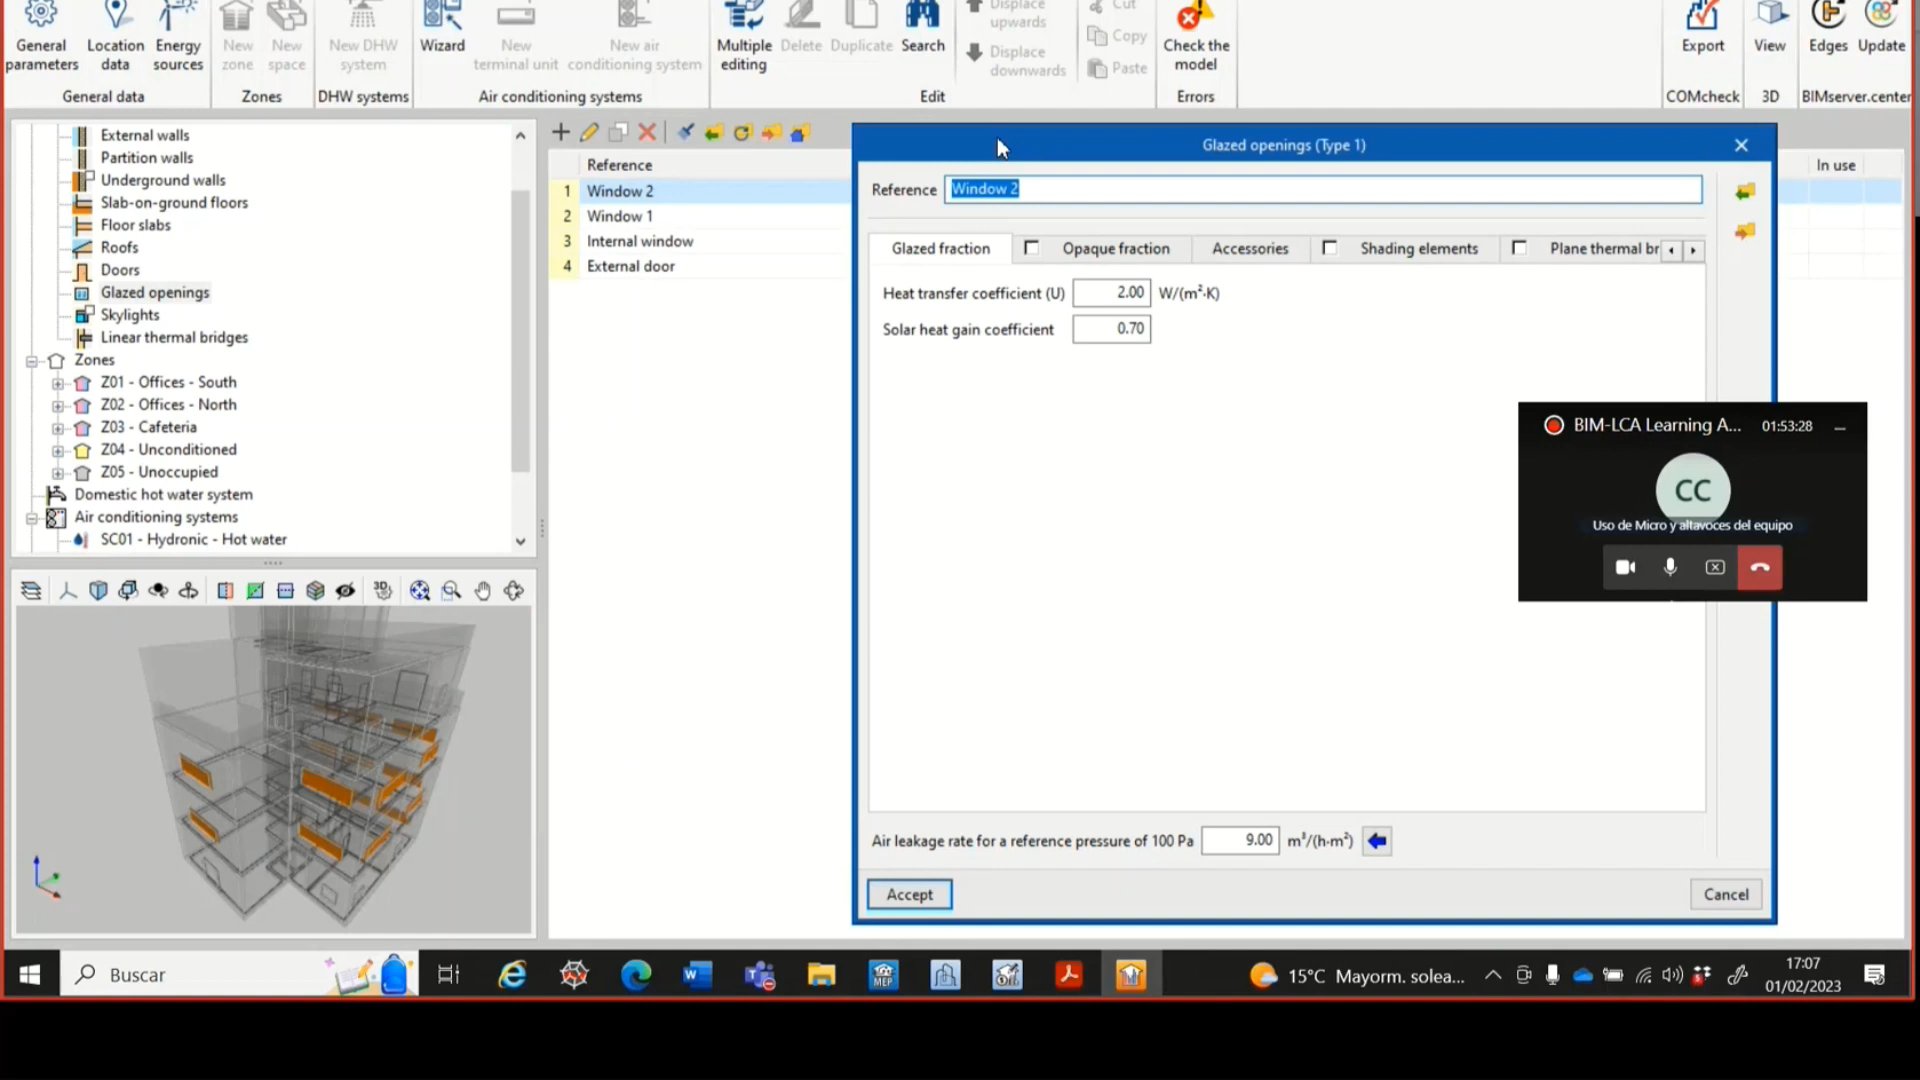 General parameters
Location data
Energy sources
General data
New zone
New space
Zones
New DHW system
DHW systems
Wizard
New terminal unit
New air conditioning system
Air conditioning systems
Multiple editing
Delete
Duplicate
Search
Displace upwards
Displace downwards
Cut
Copy
Paste
Edit
Check the model
Errors
Export
COMcheck
View
3D
Edges
Update
BIMserver.center
External walls
Partition walls
Underground walls
Slab-on-ground floors
Floor slabs
Roofs
Doors
Glazed openings
Skylights
Linear thermal bridges
Zones
Z01 - Offices - South
Z02 - Offices - North
Z03 - Cafeteria
Z04 - Unconditioned
Z05 - Unoccupied
Domestic hot water system
Air conditioning systems
SC01 - Hydronic - Hot water
3D
Reference
1 Window 2
2 Window 1
3 Internal window
4 External door
In use
Glazed openings (Type 1)
Reference Window 2
Glazed fraction
Opaque fraction
Accessories
Shading elements
Plane thermal br
Heat transfer coefficient (U) 2.00 W/(m²·K)
Solar heat gain coefficient 0.70
Air leakage rate for a reference pressure of 100 Pa 9.00 m³/(h·m²)
Accept
Cancel
BIM-LCA Learning A... 01:53:28
CC
Uso de Micro y altavoces del equipo
Buscar
MEP
15°C Mayorm. solea...
17:07
01/02/2023